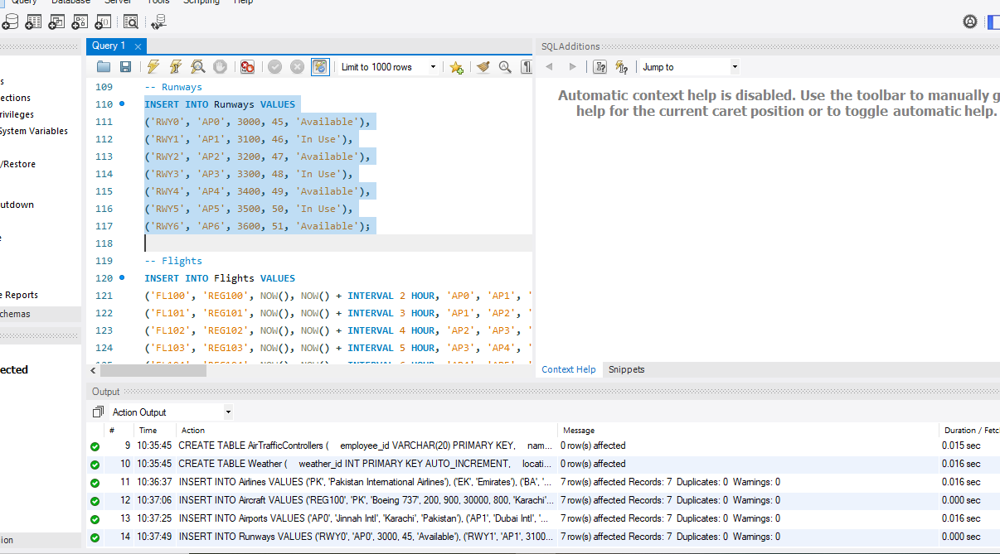 Query Database Server Tools Scripting Help
Query 1
SQLAdditions
Limit to 1000 rows
Jump to
109 -- Runways
110 INSERT INTO Runways VALUES
111 ('RWY0', 'AP0', 3000, 45, 'Available'),
112 ('RWY1', 'AP1', 3100, 46, 'In Use'),
113 ('RWY2', 'AP2', 3200, 47, 'Available'),
114 ('RWY3', 'AP3', 3300, 48, 'In Use'),
115 ('RWY4', 'AP4', 3400, 49, 'Available'),
116 ('RWY5', 'AP5', 3500, 50, 'In Use'),
117 ('RWY6', 'AP6', 3600, 51, 'Available');
118
119 -- Flights
120 INSERT INTO Flights VALUES
121 ('FL100', 'REG100', NOW(), NOW() + INTERVAL 2 HOUR, 'AP0', 'AP1', '
122 ('FL101', 'REG101', NOW(), NOW() + INTERVAL 3 HOUR, 'AP1', 'AP2', '
123 ('FL102', 'REG102', NOW(), NOW() + INTERVAL 4 HOUR, 'AP2', 'AP3', '
124 ('FL103', 'REG103', NOW(), NOW() + INTERVAL 5 HOUR, 'AP3', 'AP4', '
Automatic context help is disabled. Use the toolbar to manually g
help for the current caret position or to toggle automatic help.
s
ections
rivileges
System Variables
/Restore
utdown
e
e Reports
chemas
ected
ion
Context Help Snippets
Output
Action Output
# Time Action Message Duration / Fetc
9 10:35:45 CREATE TABLE AirTrafficControllers ( employee_id VARCHAR(20) PRIMARY KEY, nam... 0 row(s) affected 0.015 sec
10 10:35:45 CREATE TABLE Weather ( weather_id INT PRIMARY KEY AUTO_INCREMENT, locati... 0 row(s) affected 0.016 sec
11 10:36:37 INSERT INTO Airlines VALUES ('PK', 'Pakistan International Airlines'), ('EK', 'Emirates'), ('BA', '... 7 row(s) affected Records: 7 Duplicates: 0 Warnings: 0 0.016 sec
12 10:37:06 INSERT INTO Aircraft VALUES ('REG100', 'PK', 'Boeing 737', 200, 900, 30000, 800, 'Karachi'... 7 row(s) affected Records: 7 Duplicates: 0 Warnings: 0 0.000 sec
13 10:37:25 INSERT INTO Airports VALUES ('AP0', 'Jinnah Intl', 'Karachi', 'Pakistan'), ('AP1', 'Dubai Intl', '... 7 row(s) affected Records: 7 Duplicates: 0 Warnings: 0 0.016 sec
14 10:37:49 INSERT INTO Runways VALUES ('RWY0', 'AP0', 3000, 45, 'Available'), ('RWY1', 'AP1', 3100... 7 row(s) affected Records: 7 Duplicates: 0 Warnings: 0 0.000 sec